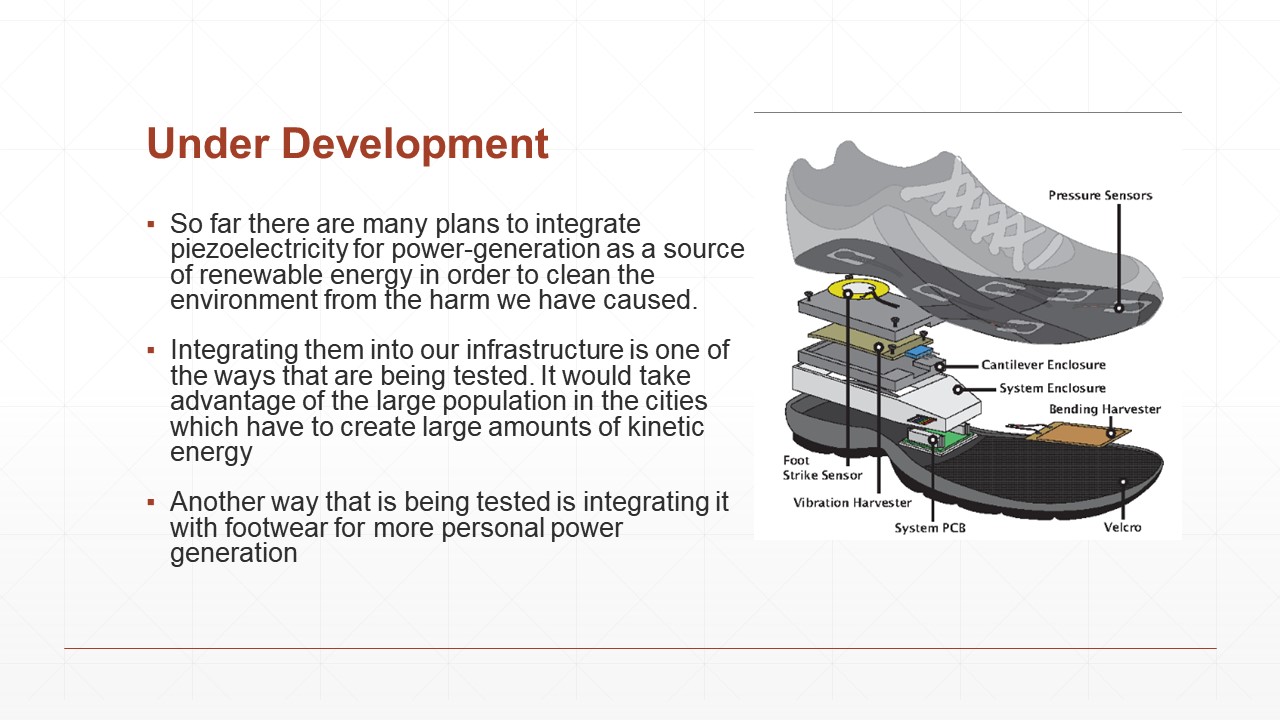 Under Development
▪ So far there are many plans to integrate
piezoelectricity for power-generation as a source
of renewable energy in order to clean the
environment from the harm we have caused.
▪ Integrating them into our infrastructure is one of
the ways that are being tested. It would take
advantage of the large population in the cities
which have to create large amounts of kinetic
energy
▪ Another way that is being tested is integrating it
with footwear for more personal power
generation
Pressure Sensors
Cantilever Enclosure
System Enclosure
Bending Harvester
Foot
Strike Sensor
Vibration Harvester
System PCB
Velcro